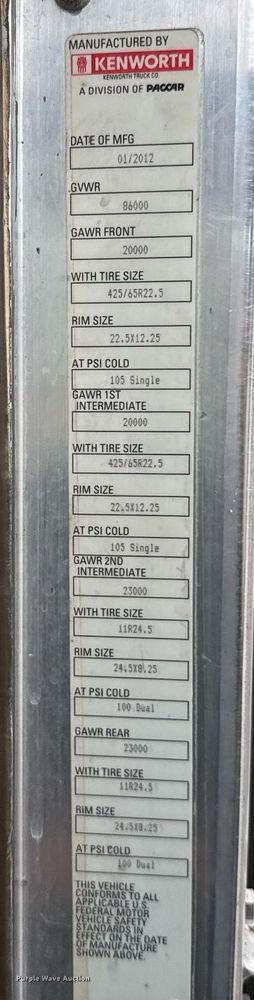 MANUFACTURED BY
KENWORTH
KENWORTH TRUCK CO.
A DIVISION OF PACCAR
DATE OF MFG
01/2012
GVWR
86000
GAWR FRONT
20000
WITH TIRE SIZE
425/65R22.5
RIM SIZE
22.5X12.25
AT PSI COLD
105 Single
GAWR 1ST
INTERMEDIATE
20000
WITH TIRE SIZE
425/65R22.5
RIM SIZE
22.5X12.25
AT PSI COLD
105 Single
GAWR 2ND
INTERMEDIATE
23000
WITH TIRE SIZE
11R24.5
RIM SIZE
24.5X8.25
AT PSI COLD
100 Dual
GAWR REAR
23000
WITH TIRE SIZE
11R24.5
RIM SIZE
24.5X8.25
AT PSI COLD
100 Dual
THIS VEHICLE
CONFORMS TO ALL
APPLICABLE U.S.
FEDERAL MOTOR
VEHICLE SAFETY
STANDARDS IN
EFFECT ON THE DATE
OF MANUFACTURE
SHOWN ABOVE.
Purple Wave Auction